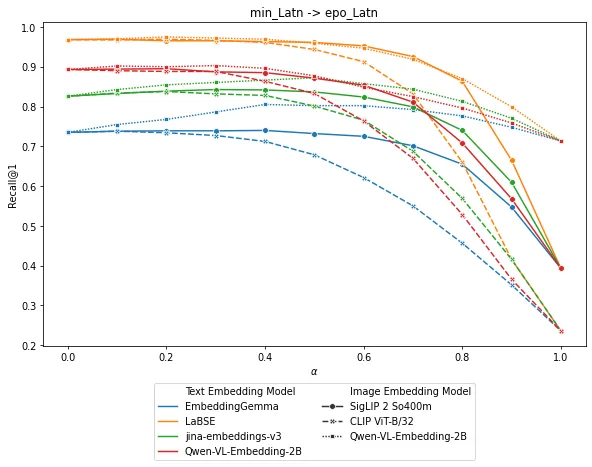 min_Latn -> epo_Latn
1.0
0.9
0.8
0.7
0.6
0.5
0.4
0.3
0.2
Recall@1
0.0 0.2 0.4 0.6 0.8 1.0
α
Text Embedding Model Image Embedding Model
EmbeddingGemma SigLIP 2 So400m
LaBSE CLIP ViT-B/32
jina-embeddings-v3 Qwen-VL-Embedding-2B
Qwen-VL-Embedding-2B